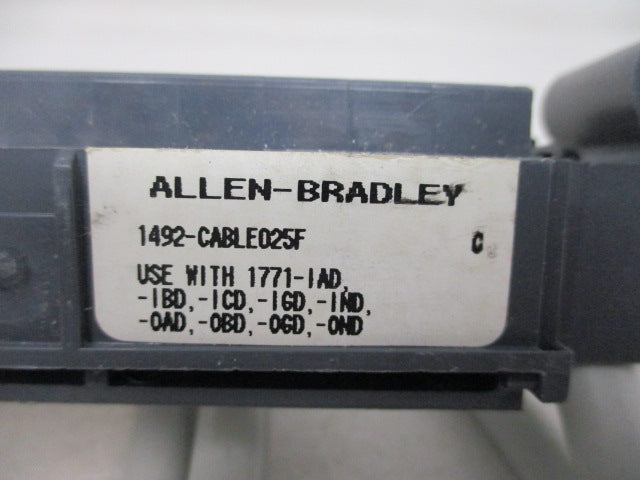 ALLEN-BRADLEY
1492-CABLE025F C
USE WITH 1771-IAD,
-IBD,-ICD,-IGD,-IND,
-OAD,-OBD,-OGD,-OND